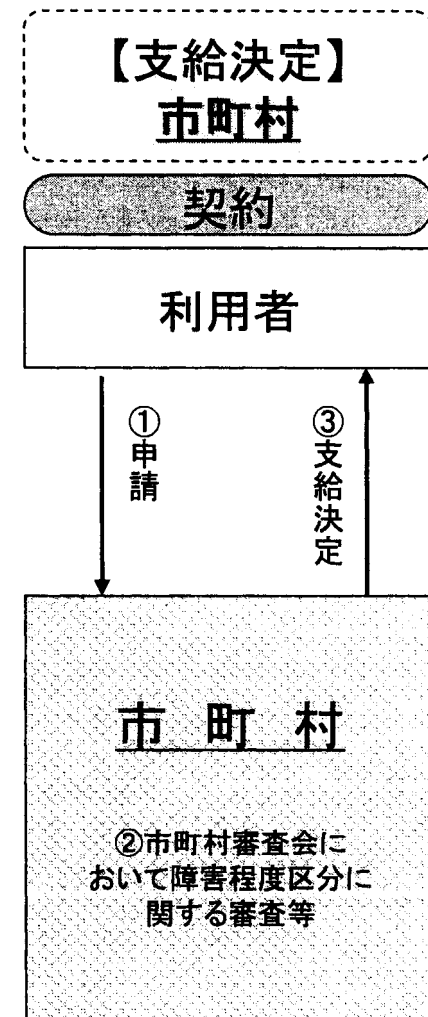 【支給決定】
市町村
契約
利用者
①申請
③支給決定
市町村
②市町村審査会に
おいて障害程度区分に
関する審査等